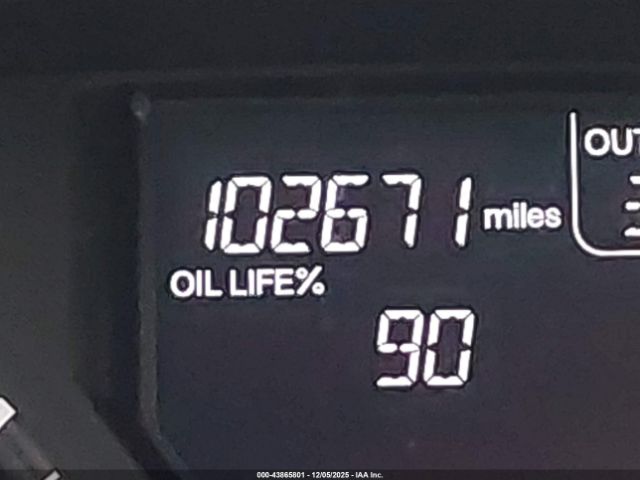 OUT
102671 miles
OIL LIFE%
90
000-43865801 - 12/05/2025 - IAA Inc.